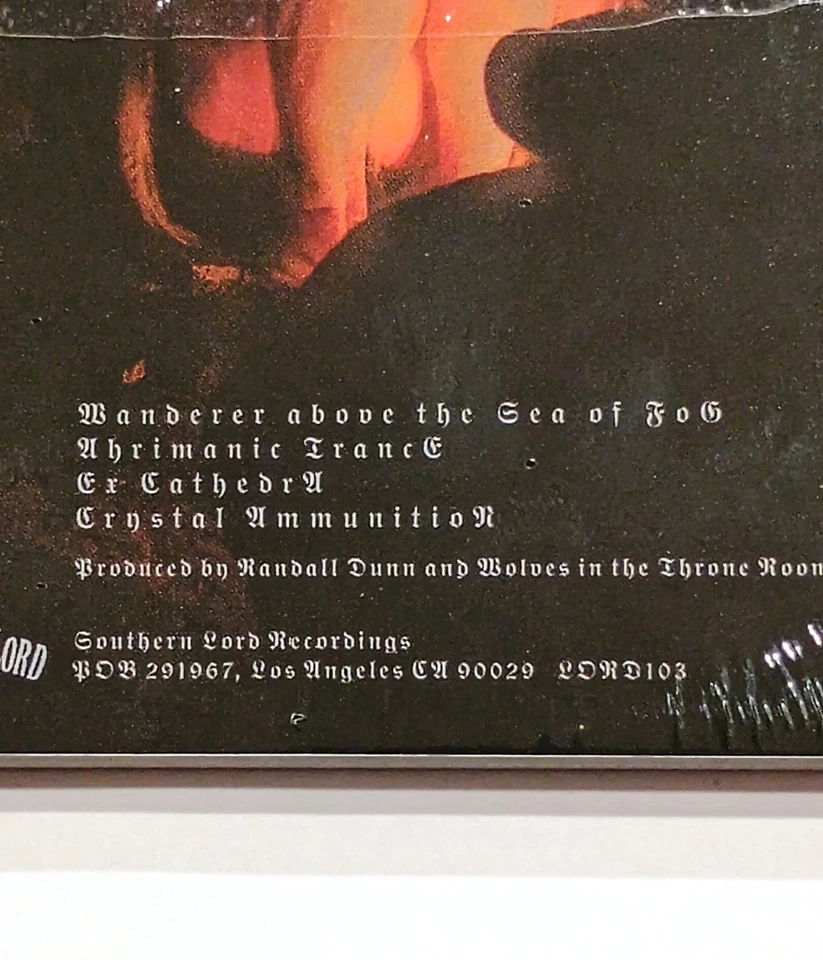 Wanderer above the Sea of FoG
Ahrimanic TrancE
Ex CathedrA
Crystal AmmunitioN
Produced by Randall Dunn and Wolves in the Throne Room
Southern Lord Recordings
POB 291967, Los Angeles CA 90029 LORD103
LORD